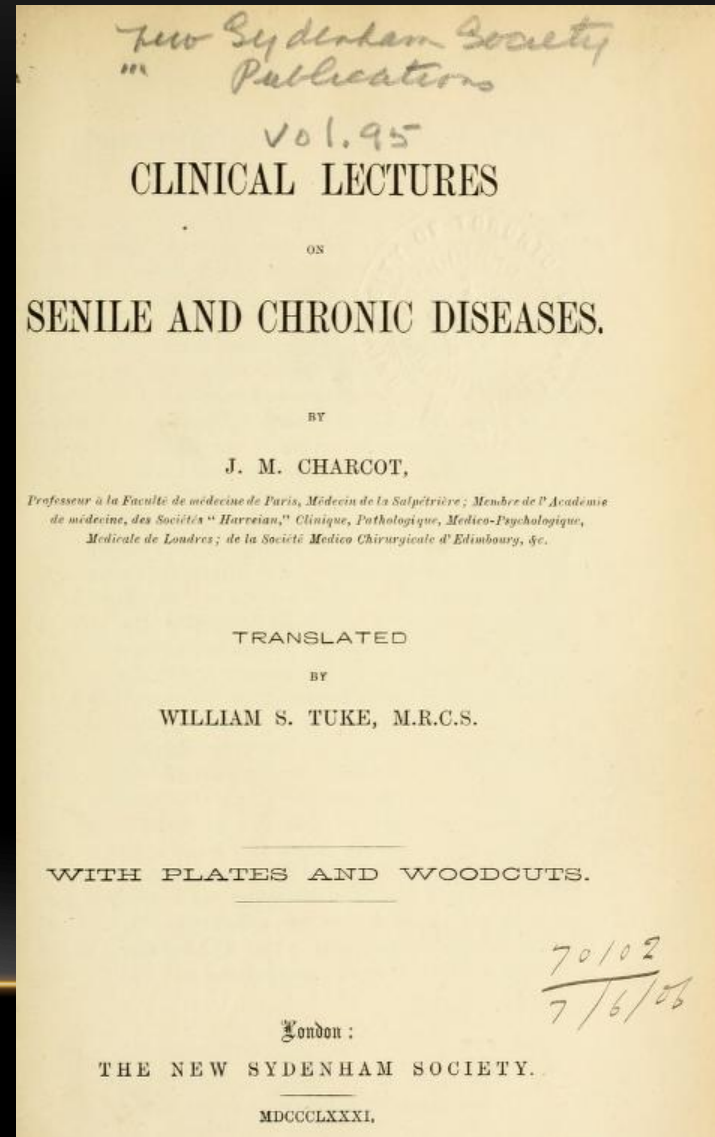 New Sydenham Society
Publications
vol. 95
CLINICAL LECTURES
ON
SENILE AND CHRONIC DISEASES.
BY
J. M. CHARCOT,
Professeur à la Faculté de médecine de Paris, Médecin de la Salpétrière ; Membre de l'Académie
de médecine, des Sociétés " Harveian," Clinique, Pathologique, Medico-Psychologique,
Medicale de Londres ; de la Société Medico Chirurgicale d'Edimbourg, &c.
TRANSLATED
BY
WILLIAM S. TUKE, M.R.C.S.
WITH PLATES AND WOODCUTS.
70102
7/6/06
London :
THE NEW SYDENHAM SOCIETY.
MDCCCLXXXI.